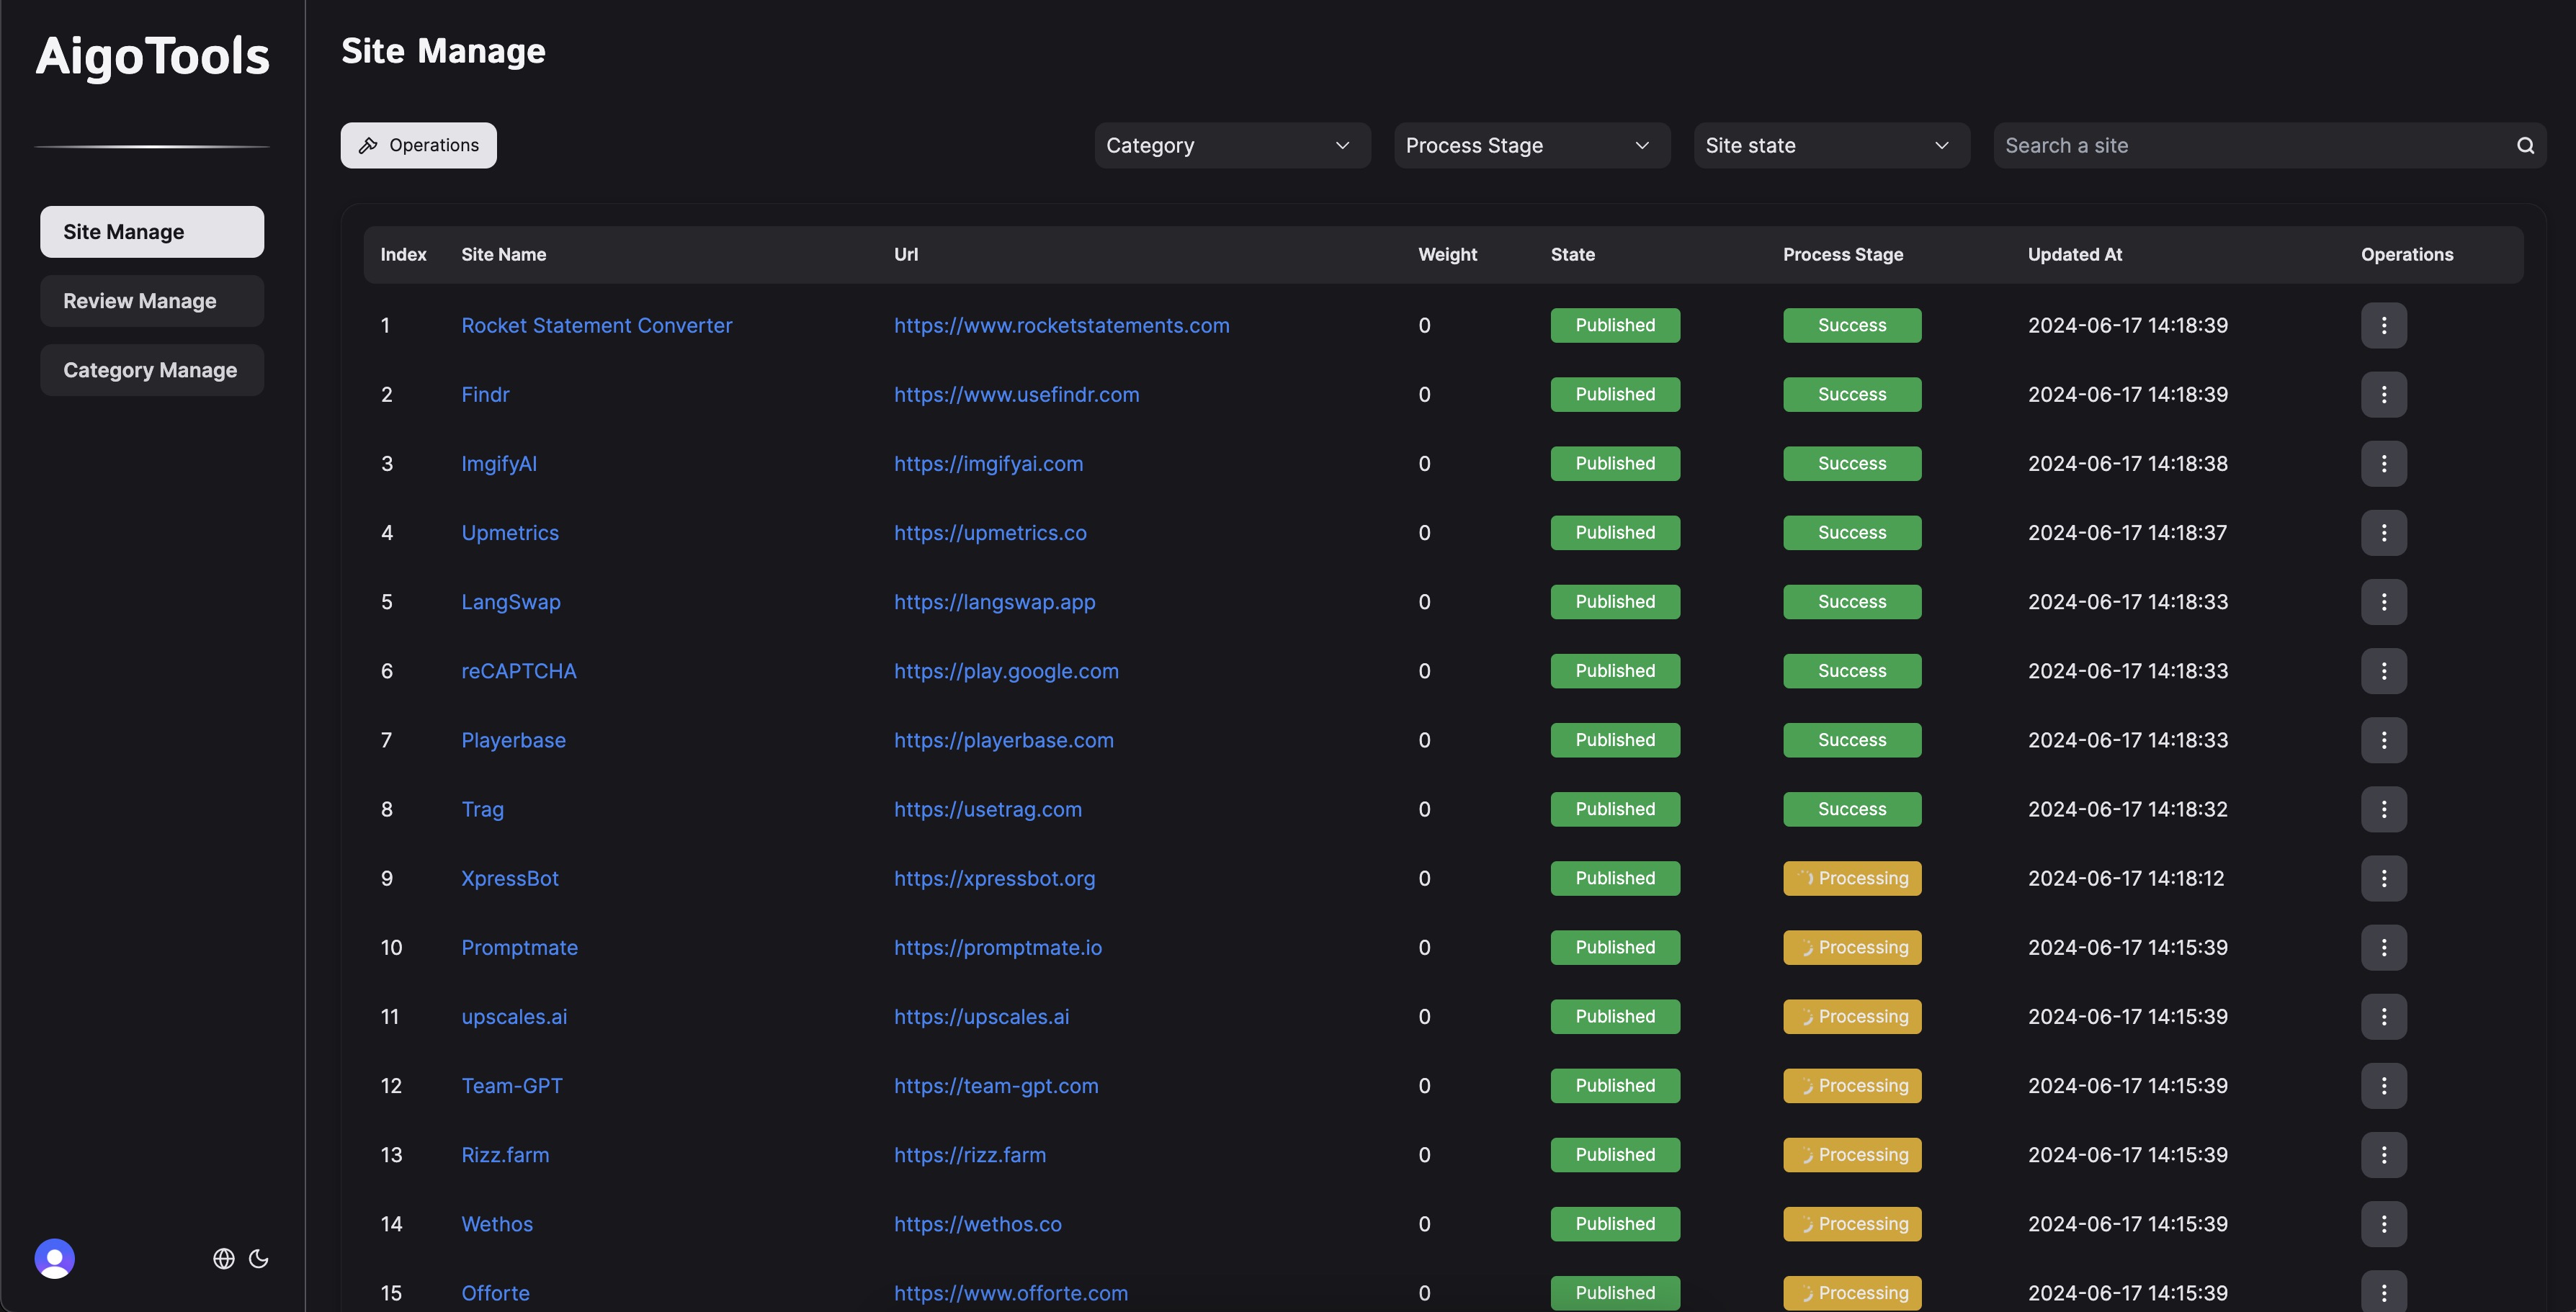 AigoTools
Site Manage
Review Manage
Category Manage
Site Manage
Operations
Category Process Stage Site state Search a site
Index Site Name Url Weight State Process Stage Updated At Operations
1 Rocket Statement Converter https://www.rocketstatements.com 0 Published Success 2024-06-17 14:18:39
2 Findr https://www.usefindr.com 0 Published Success 2024-06-17 14:18:39
3 ImgifyAI https://imgifyai.com 0 Published Success 2024-06-17 14:18:38
4 Upmetrics https://upmetrics.co 0 Published Success 2024-06-17 14:18:37
5 LangSwap https://langswap.app 0 Published Success 2024-06-17 14:18:33
6 reCAPTCHA https://play.google.com 0 Published Success 2024-06-17 14:18:33
7 Playerbase https://playerbase.com 0 Published Success 2024-06-17 14:18:33
8 Trag https://usetrag.com 0 Published Success 2024-06-17 14:18:32
9 XpressBot https://xpressbot.org 0 Published Processing 2024-06-17 14:18:12
10 Promptmate https://promptmate.io 0 Published Processing 2024-06-17 14:15:39
11 upscales.ai https://upscales.ai 0 Published Processing 2024-06-17 14:15:39
12 Team-GPT https://team-gpt.com 0 Published Processing 2024-06-17 14:15:39
13 Rizz.farm https://rizz.farm 0 Published Processing 2024-06-17 14:15:39
14 Wethos https://wethos.co 0 Published Processing 2024-06-17 14:15:39
15 Offorte https://www.offorte.com 0 Published Processing 2024-06-17 14:15:39